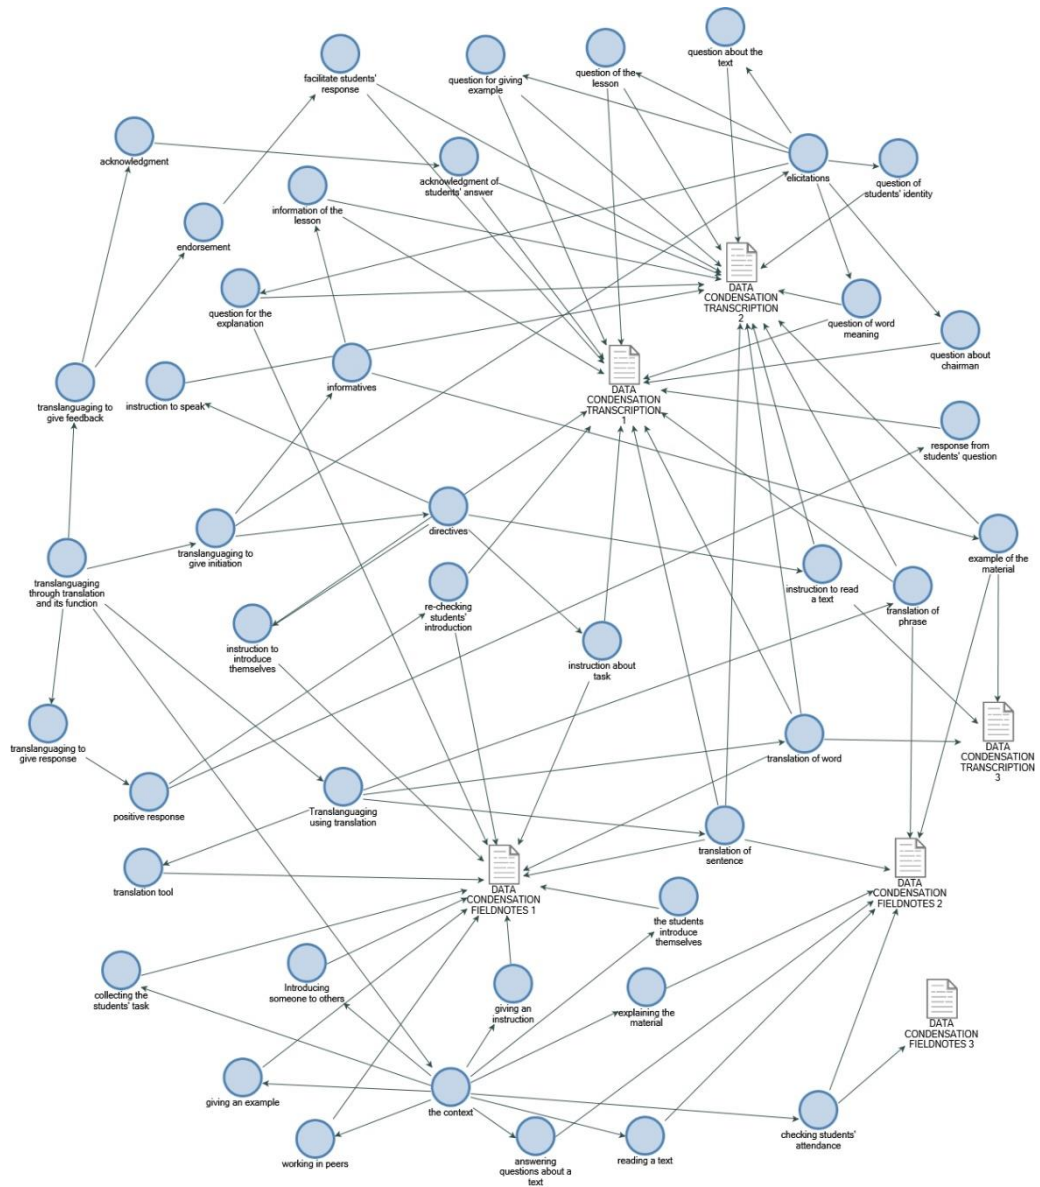 question about the
text
facilitate students'
response
question for giving
example
question of the
lesson
acknowledgment
acknowledgment of
students' answer
elicitations
question of
students' identity
information of the
lesson
endorsement
DATA
CONDENSATION
TRANSCRIPTION
2
question for the
explanation
question of word
meaning
question about
chairman
informatives
DATA
CONDENSATION
TRANSCRIPTION
1
translanguaging to
give feedback
instruction to speak
response from
students' question
directives
translanguaging to
give initiation
example of the
material
translanguaging
through translation
and its function
re-checking
students'
introduction
instruction to read
a text
translation of
phrase
instruction to
introduce
themselves
instruction about
task
translanguaging to
give response
translation of word
DATA
CONDENSATION
TRANSCRIPTION
3
positive response
Translanguaging
using translation
translation of
sentence
translation tool
DATA
CONDENSATION
FIELDNOTES 1
DATA
CONDENSATION
FIELDNOTES 2
the students
introduce
themselves
collecting the
students' task
Introducing
someone to others
giving an
instruction
explaining the
material
DATA
CONDENSATION
FIELDNOTES 3
giving an example
the context
checking students'
attendance
working in peers
answering
questions about a
text
reading a text